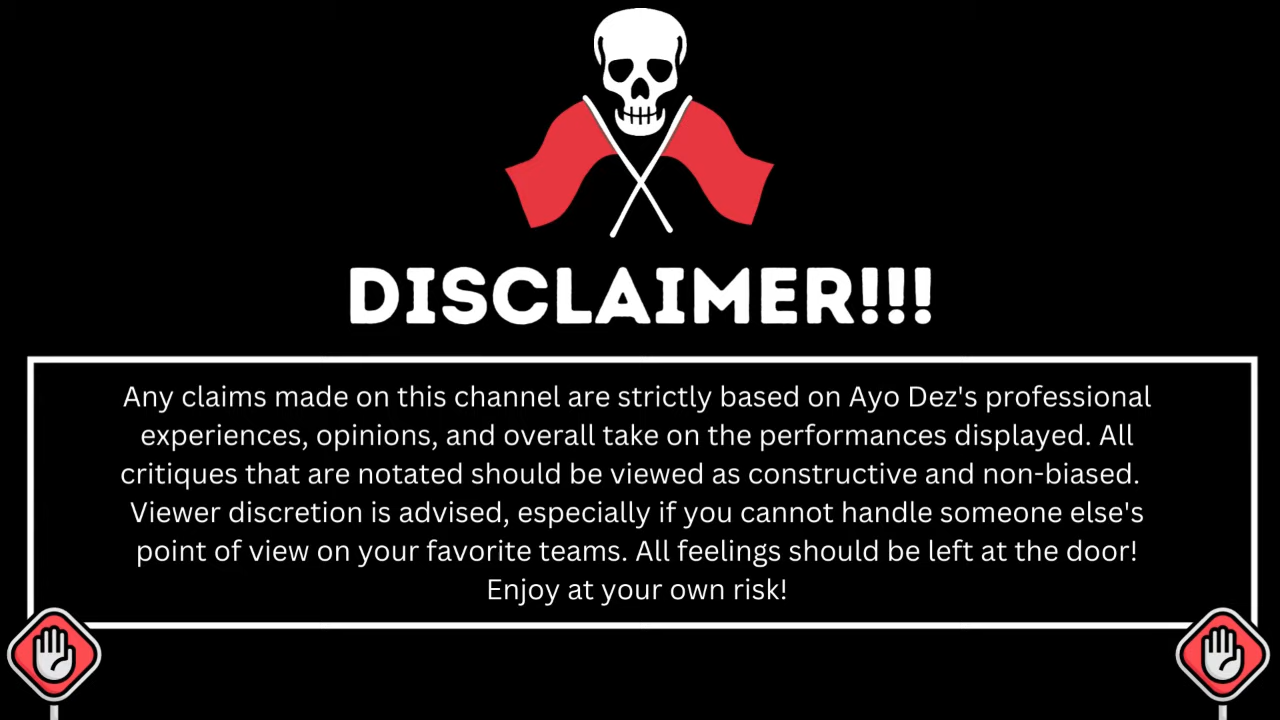 DISCLAIMER!!!
Any claims made on this channel are strictly based on Ayo Dez's professional
experiences, opinions, and overall take on the performances displayed. All
critiques that are notated should be viewed as constructive and non-biased.
Viewer discretion is advised, especially if you cannot handle someone else's
point of view on your favorite teams. All feelings should be left at the door!
Enjoy at your own risk!